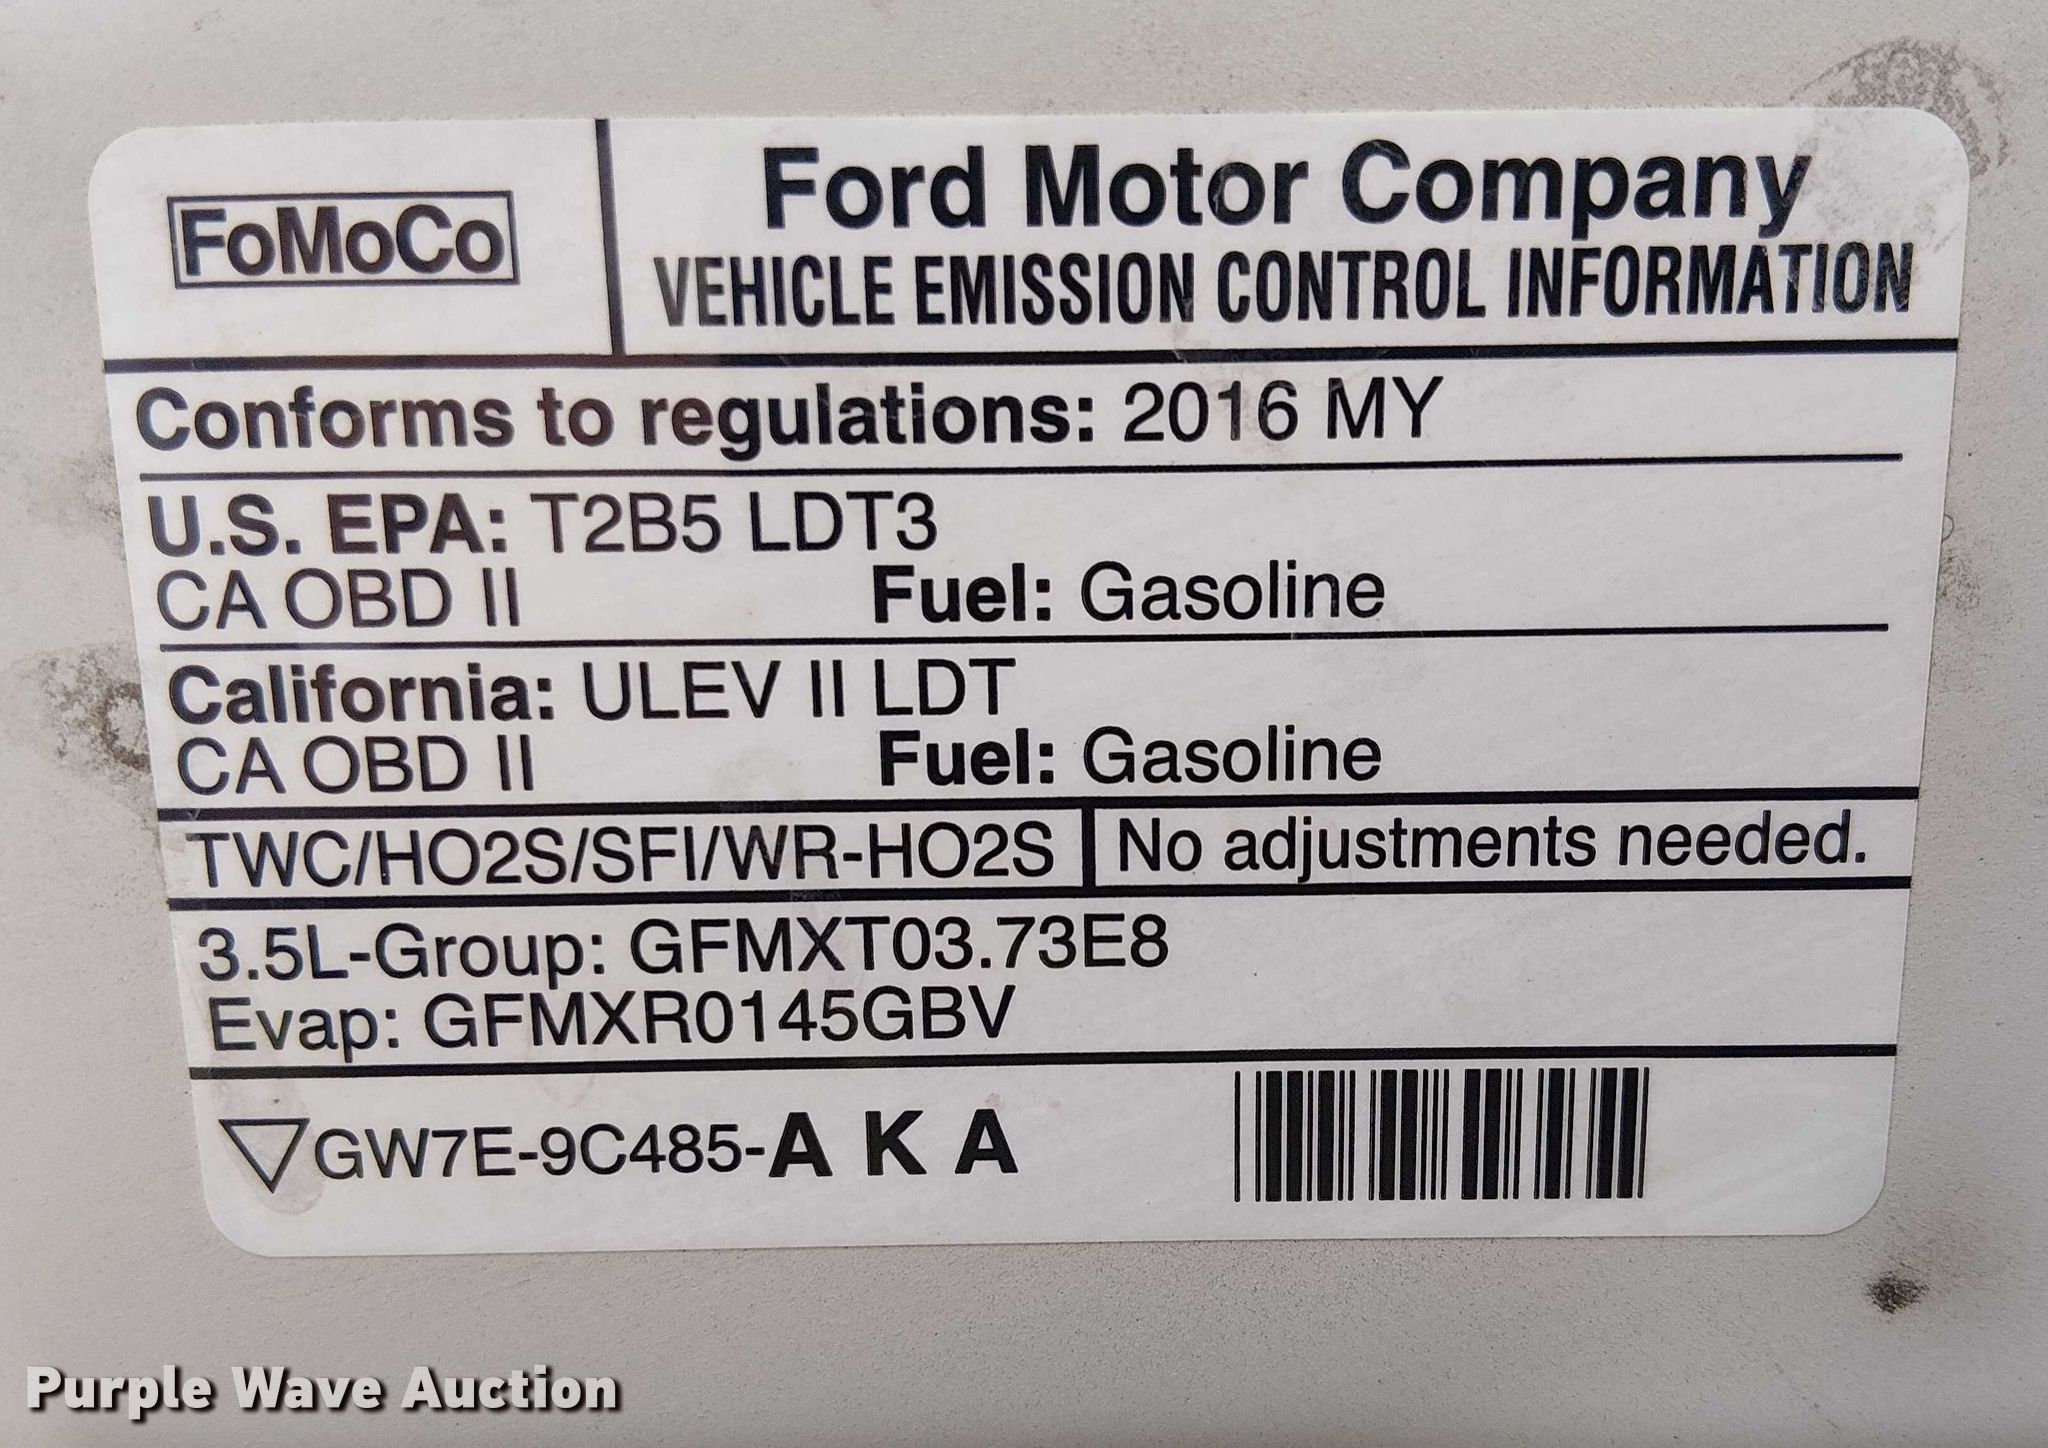 FoMoCo
Ford Motor Company
VEHICLE EMISSION CONTROL INFORMATION
Conforms to regulations: 2016 MY
U.S. EPA: T2B5 LDT3
CA OBD II Fuel: Gasoline
California: ULEV II LDT
CA OBD II Fuel: Gasoline
TWC/HO2S/SFI/WR-HO2S No adjustments needed.
3.5L-Group: GFMXT03.73E8
Evap: GFMXR0145GBV
GW7E-9C485-A K A
Purple Wave Auction